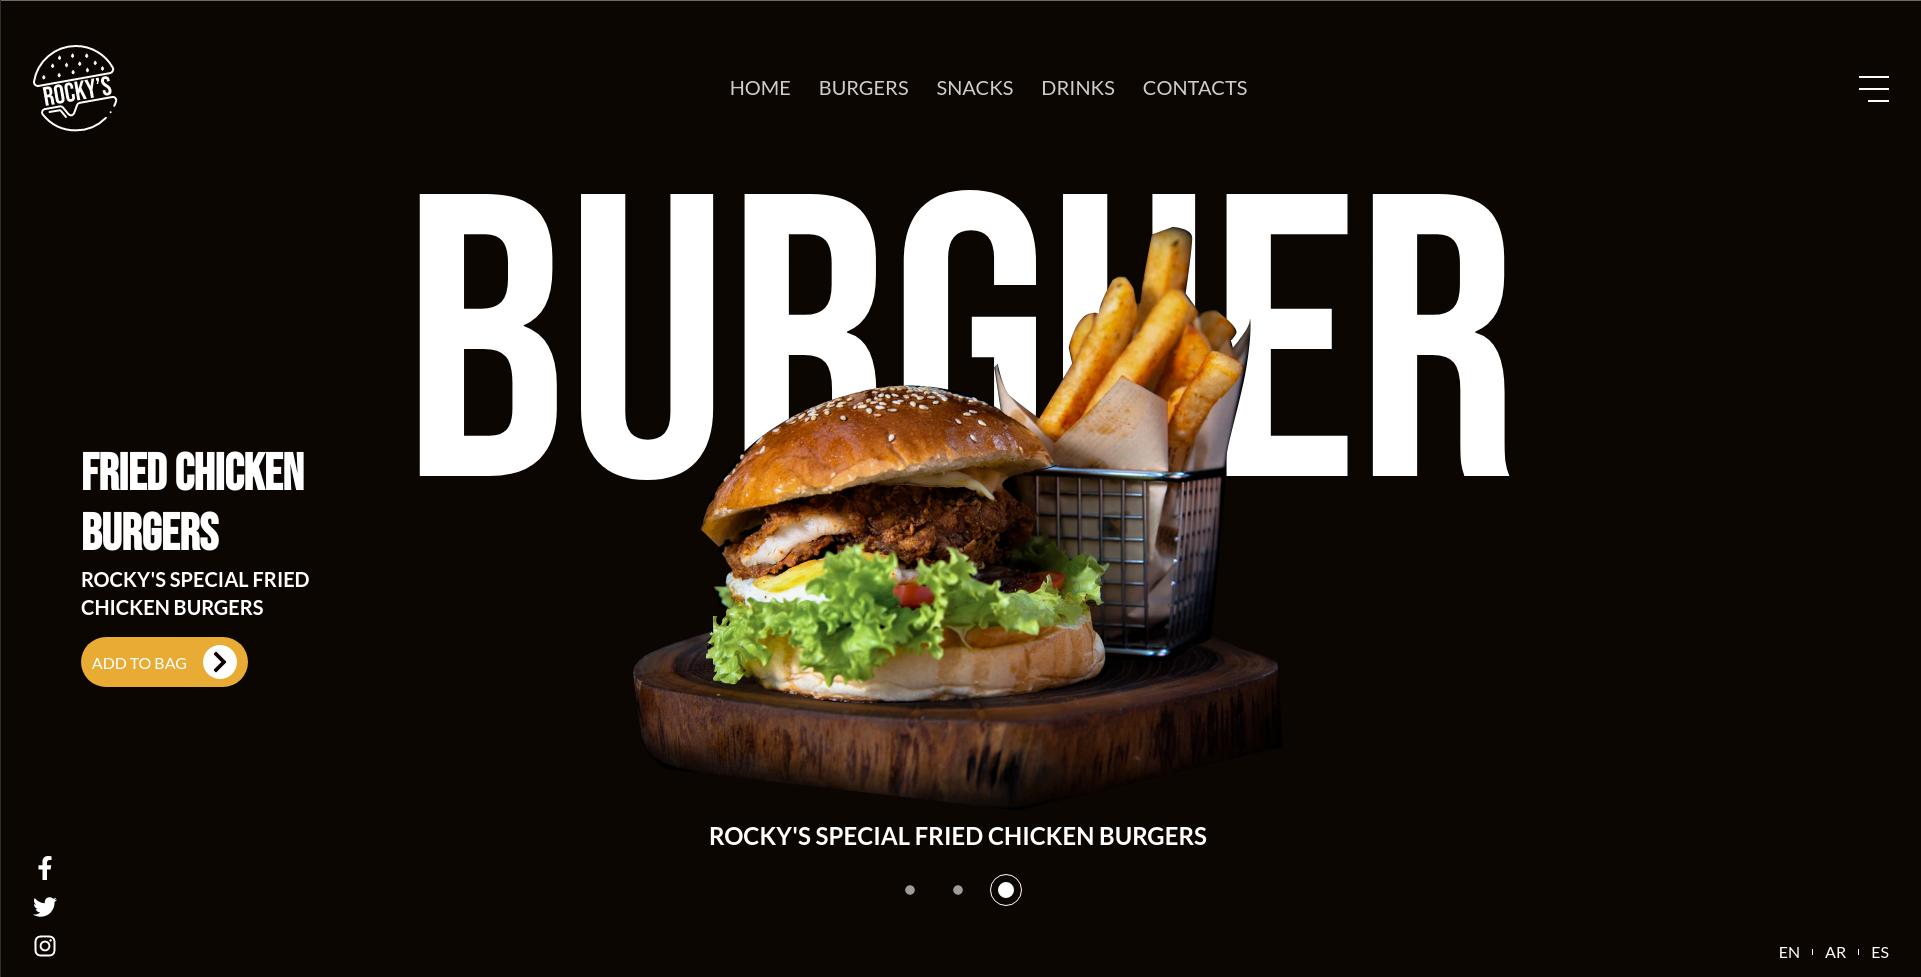 ROCKY'S
HOME BURGERS SNACKS DRINKS CONTACTS
BURGUER
FRIED CHICKEN
BURGERS
ROCKY'S SPECIAL FRIED
CHICKEN BURGERS
ADD TO BAG
ROCKY'S SPECIAL FRIED CHICKEN BURGERS
EN AR ES